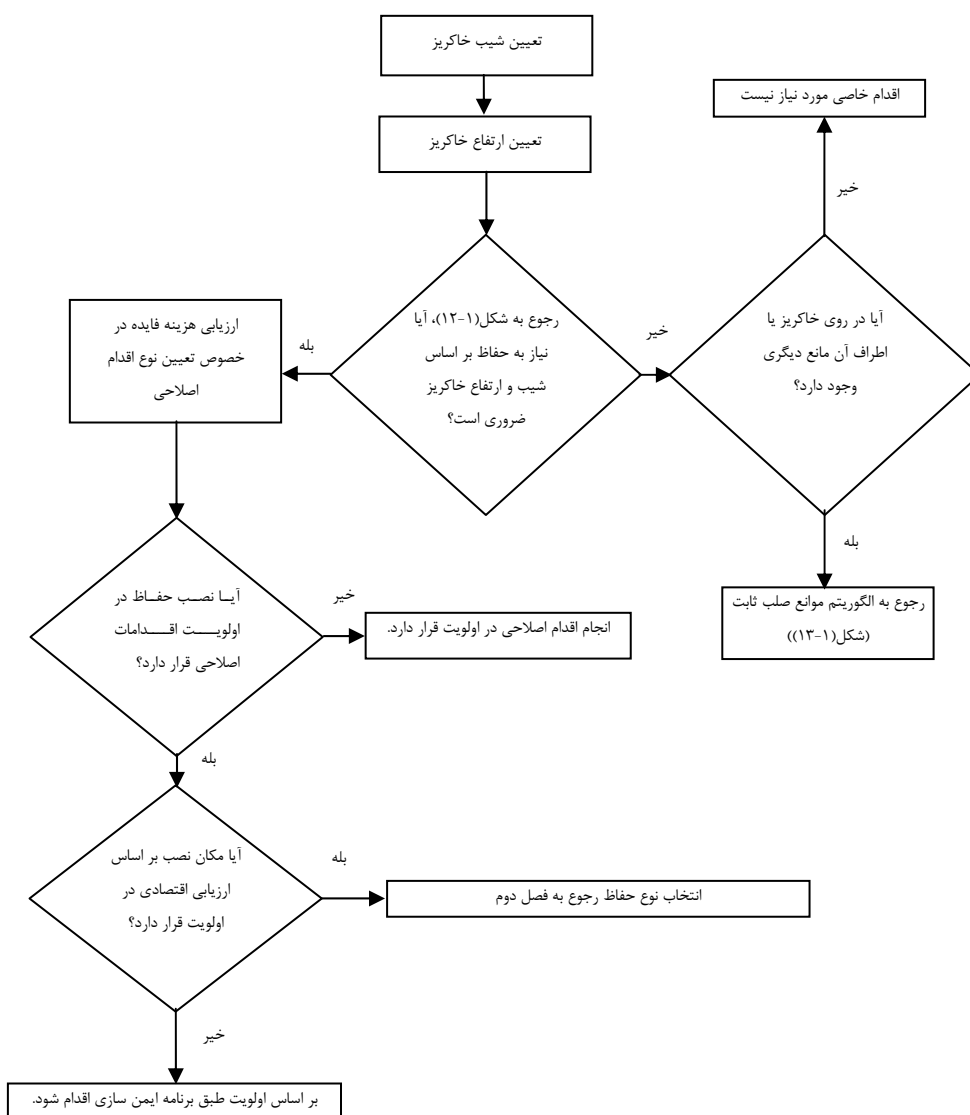 تعیین شیب خاکریز
اقدام خاصی مورد نیاز نیست
تعیین ارتفاع خاکریز
خیر
آیا در روی خاکریز یا
اطراف آن مانع دیگری
وجود دارد؟
خیر
رجوع به شکل(۱-۱۲)، آیا
نیاز به حفاظ بر اساس
شیب و ارتفاع خاکریز
ضروری است؟
بله
ارزیابی هزینه فایده در
خصوص تعیین نوع اقدام
اصلاحی
بله
رجوع به الگوریتم موانع صلب ثابت
(شکل(۱-۱۳))
آیــا نصــب حفــاظ در
اولویــــت اقــــدامات
اصلاحی قرار دارد؟
خیر
انجام اقدام اصلاحی در اولویت قرار دارد.
بله
آیا مکان نصب بر اساس
ارزیابی اقتصادی در
اولویت قرار دارد؟
بله
انتخاب نوع حفاظ رجوع به فصل دوم
خیر
بر اساس اولویت طبق برنامه ایمن سازی اقدام شود.